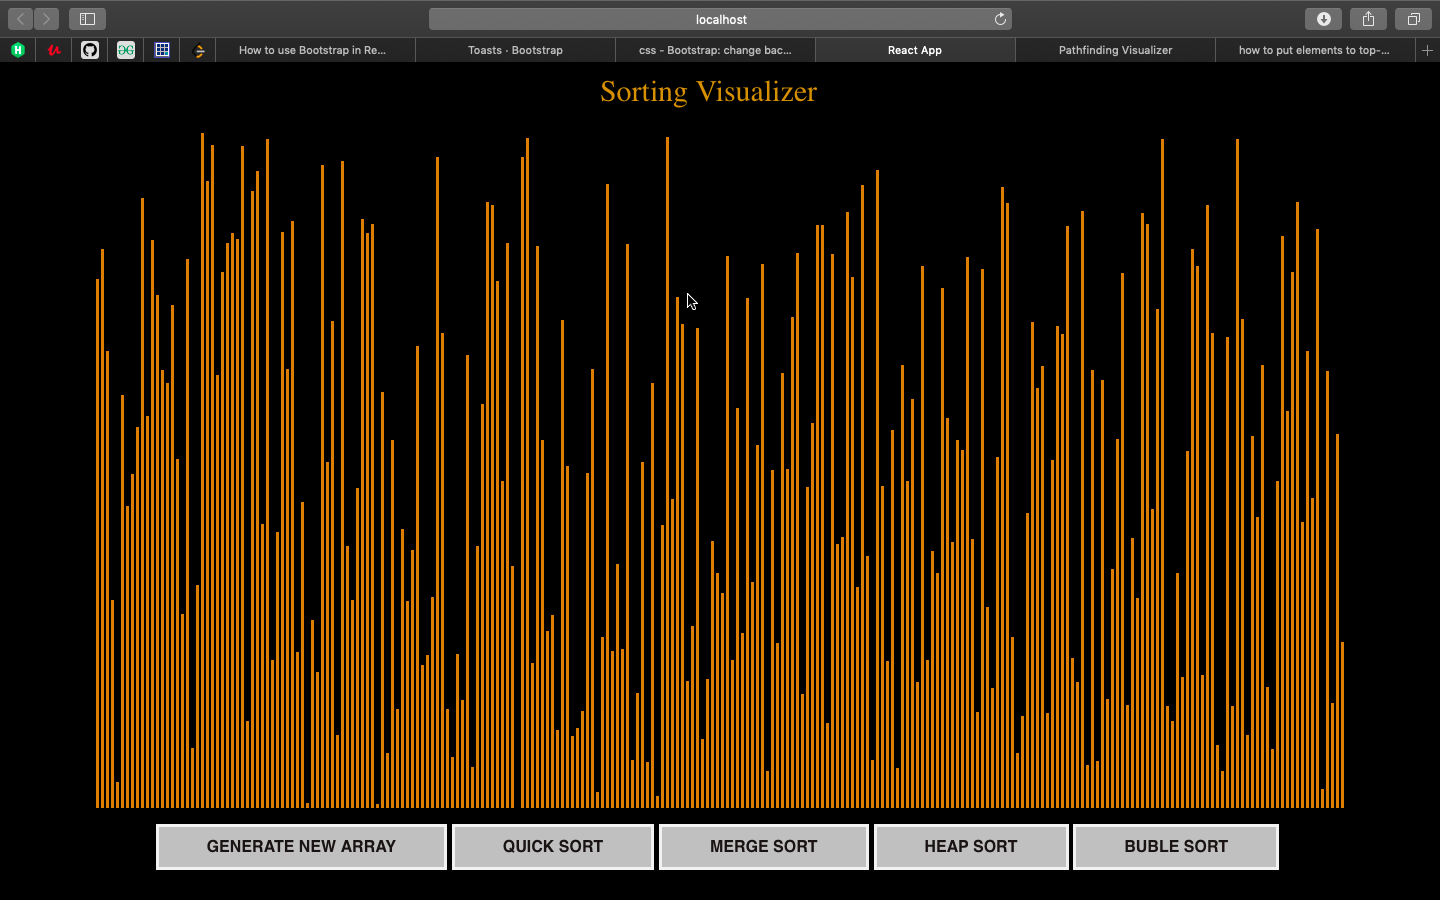 localhost
How to use Bootstrap in Re...
Toasts · Bootstrap
css - Bootstrap: change bac...
React App
Pathfinding Visualizer
how to put elements to top-...
Sorting Visualizer
GENERATE NEW ARRAY
QUICK SORT
MERGE SORT
HEAP SORT
BUBLE SORT